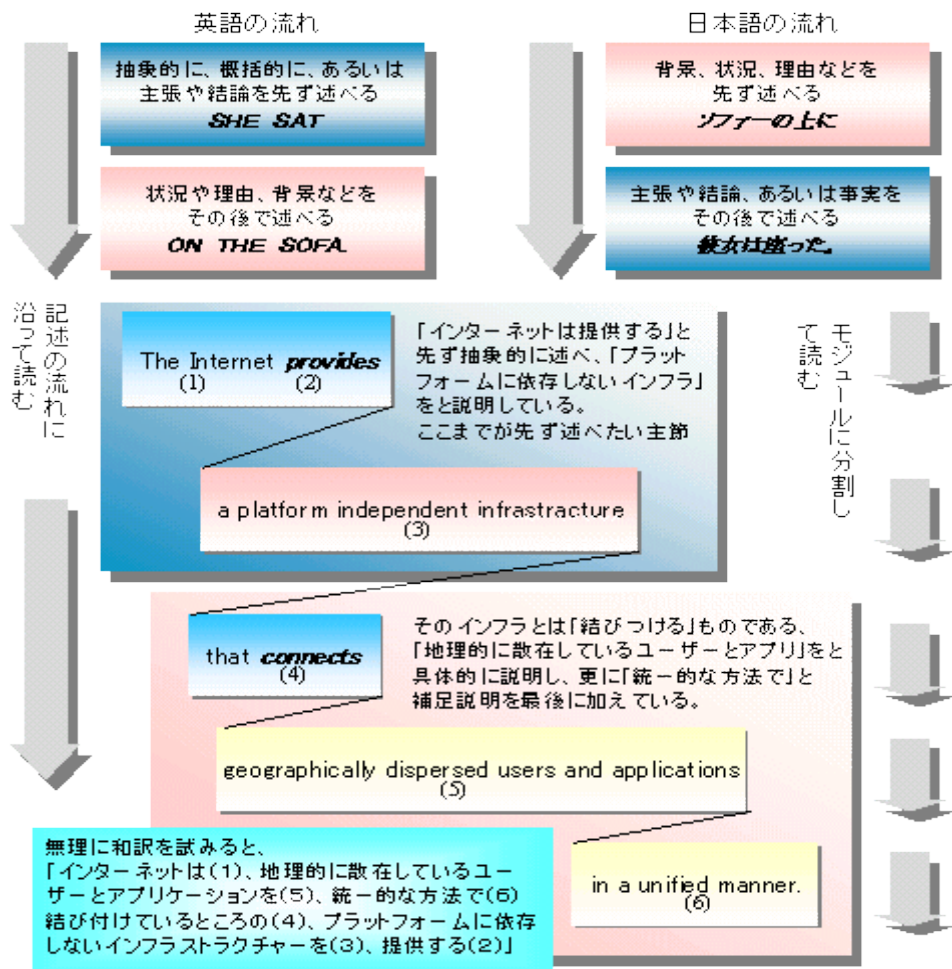 英語の流れ
日本語の流れ
抽象的に、概括的に、あるいは
主張や結論を先ず述べる
SHE SAT
状況や理由、背景などを
その後で述べる
ON THE SOFA.
背景、状況、理由などを
先ず述べる
ソファーの上に
主張や結論、あるいは事実を
その後で述べる
彼女は座った。
記述の流れに
沿って読む
The Internet provides
(1) (2)
「インターネットは提供する」と
先ず抽象的に述べ、「プラット
フォームに依存しないインフラ」
をと説明している。
ここまでが先ず述べたい主節
モジュールに分割し
て読む
a platform independent infrastracture
(3)
that connects
(4)
そのインフラとは「結びつける」ものである、
「地理的に散在しているユーザーとアプリ」をと
具体的に説明し、更に「統一的な方法で」と
補足説明を最後に加えている。
geographically dispersed users and applications
(5)
in a unified manner.
(6)
無理に和訳を試みると、
「インターネットは(1)、地理的に散在しているユー
ザーとアプリケーションを(5)、統一的な方法で(6)
結び付けているところの(4)、プラットフォームに依存
しないインフラストラクチャーを(3)、提供する(2)」